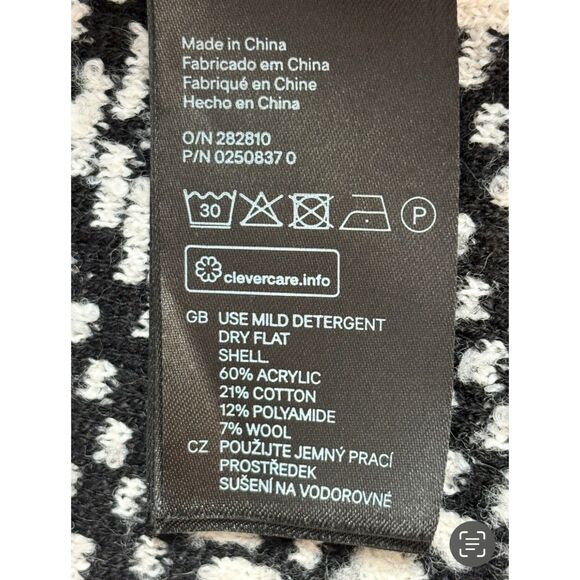 Made in China
Fabricado em China
Fabriqué en Chine
Hecho en China
O/N 282810
P/N 0250837 0
30 P
clevercare.info
GB USE MILD DETERGENT
DRY FLAT
SHELL
60% ACRYLIC
21% COTTON
12% POLYAMIDE
7% WOOL
CZ POUŽIJTE JEMNÝ PRACÍ
PROSTŘEDEK
SUŠENÍ NA VODOROVNÉ